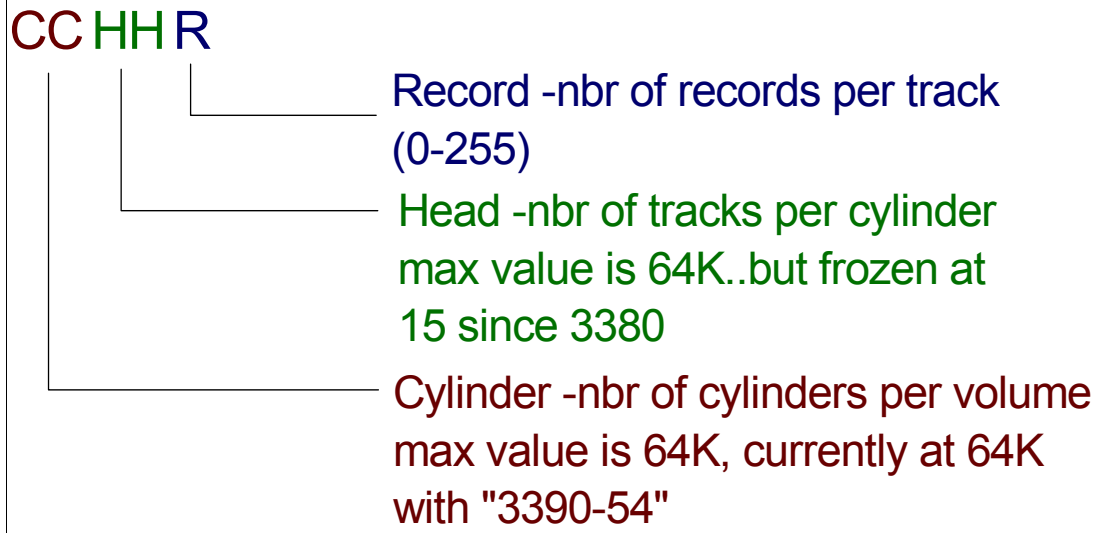 CC HH R
Record -nbr of records per track
(0-255)
Head -nbr of tracks per cylinder
max value is 64K..but frozen at
15 since 3380
Cylinder -nbr of cylinders per volume
max value is 64K, currently at 64K
with "3390-54"